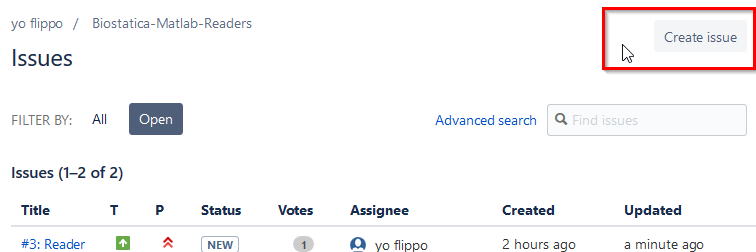 yo flippo / Biostatica-Matlab-Readers
Create issue
Issues
FILTER BY: All Open Advanced search Find issues
Issues (1–2 of 2)
Title T P Status Votes Assignee Created Updated
#3: Reader NEW 1 yo flippo 2 hours ago a minute ago